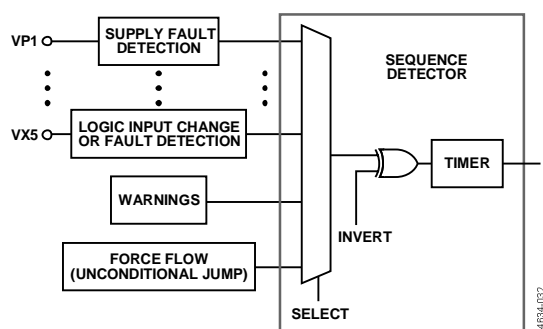 VP1
SUPPLY FAULT
DETECTION
VX5
LOGIC INPUT CHANGE
OR FAULT DETECTION
WARNINGS
FORCE FLOW
(UNCONDITIONAL JUMP)
SEQUENCE
DETECTOR
TIMER
INVERT
SELECT
4634-032